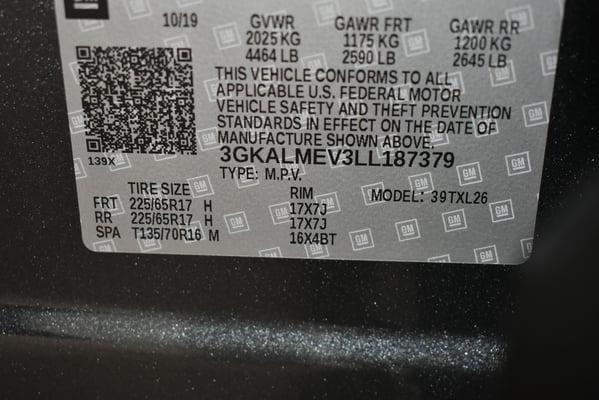 GM
10/19 GVWR GAWR FRT GAWR RR
2025 KG 1175 KG 1200 KG
4464 LB 2590 LB 2645 LB
THIS VEHICLE CONFORMS TO ALL
APPLICABLE U.S. FEDERAL MOTOR
VEHICLE SAFETY AND THEFT PREVENTION
STANDARDS IN EFFECT ON THE DATE OF
MANUFACTURE SHOWN ABOVE.
139X 3GKALMEV3LL187379
TYPE: M.P.V.
TIRE SIZE RIM MODEL: 39TXL26
FRT 225/65R17 H 17X7J
RR 225/65R17 H 17X7J
SPA T135/70R16 M 16X4BT